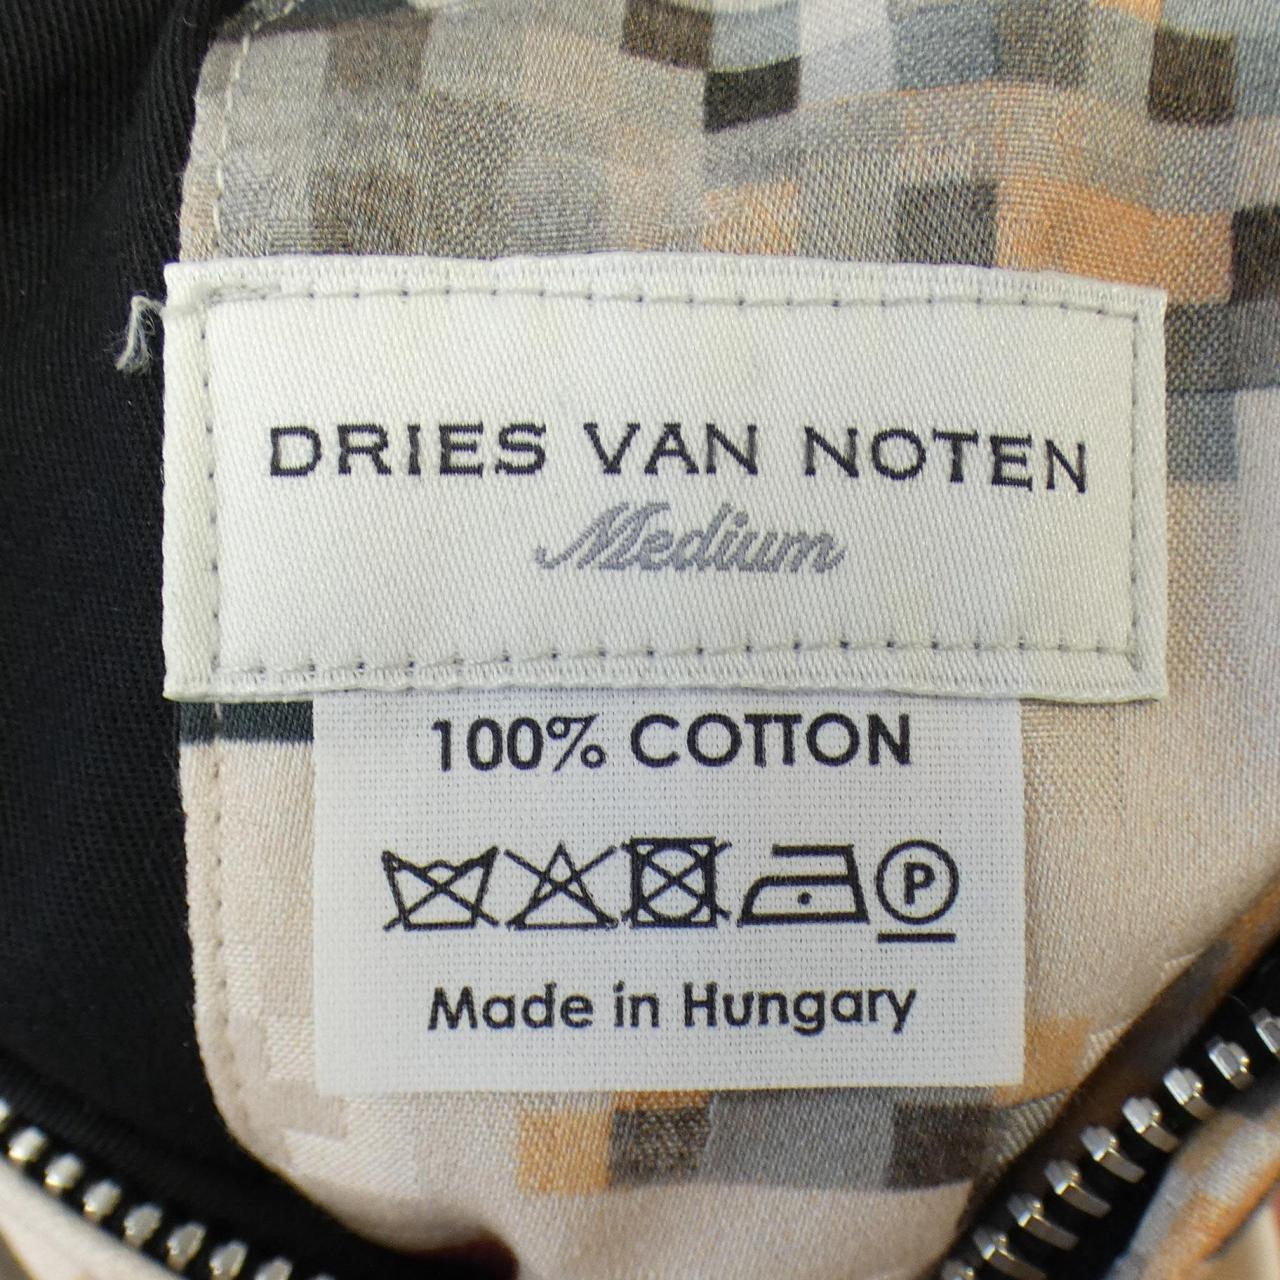 DRIES VAN NOTEN
Medium
100% COTTON
P
Made in Hungary